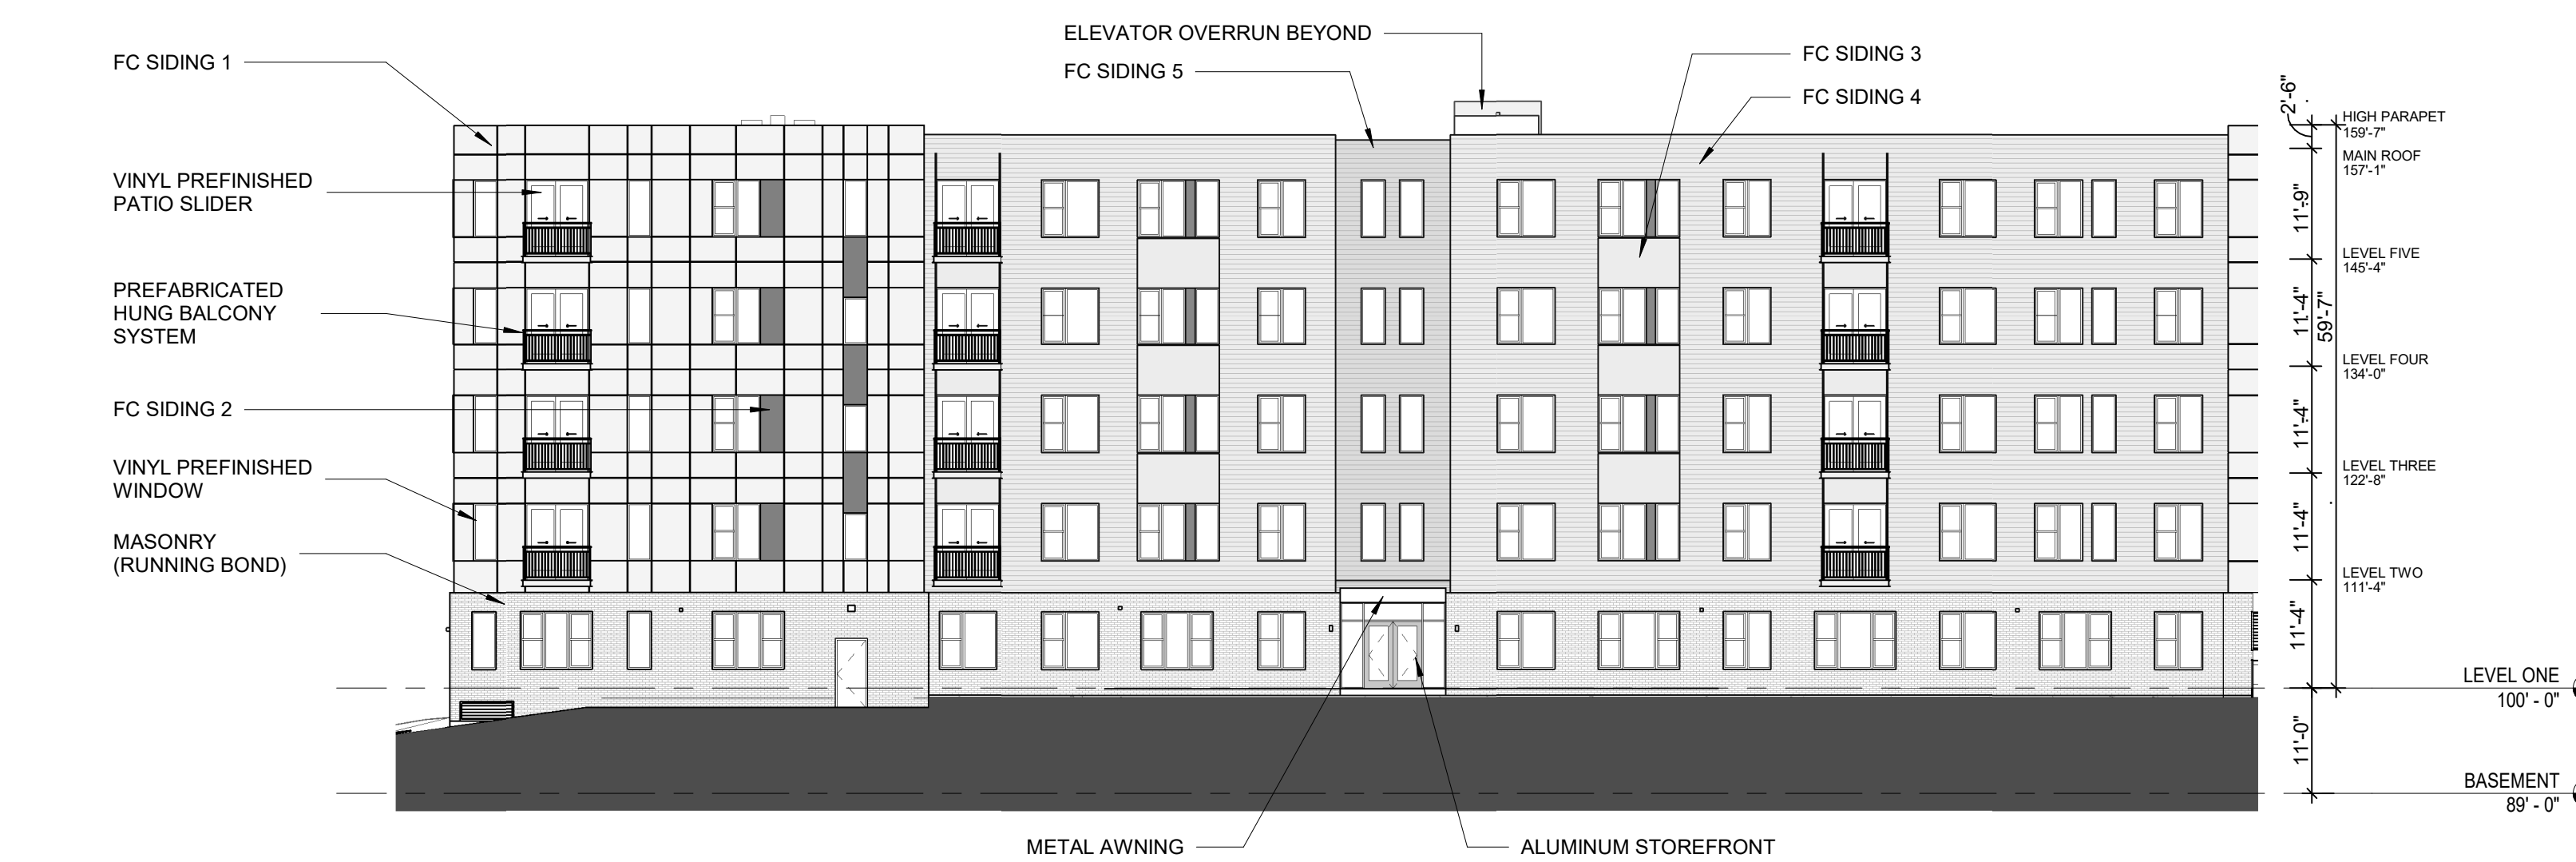 ELEVATOR OVERRUN BEYOND
FC SIDING 1
FC SIDING 5
FC SIDING 3
FC SIDING 4
VINYL PREFINISHED
PATIO SLIDER
PREFABRICATED
HUNG BALCONY
SYSTEM
FC SIDING 2
VINYL PREFINISHED
WINDOW
MASONRY
(RUNNING BOND)
METAL AWNING
ALUMINUM STOREFRONT
2'-6"
11'-9"
11'-4"
11'-4"
11'-4"
11'-4"
11'-0"
59'-7"
HIGH PARAPET
159'-7"
MAIN ROOF
157'-1"
LEVEL FIVE
145'-4"
LEVEL FOUR
134'-0"
LEVEL THREE
122'-8"
LEVEL TWO
111'-4"
LEVEL ONE
100' - 0"
BASEMENT
89' - 0"